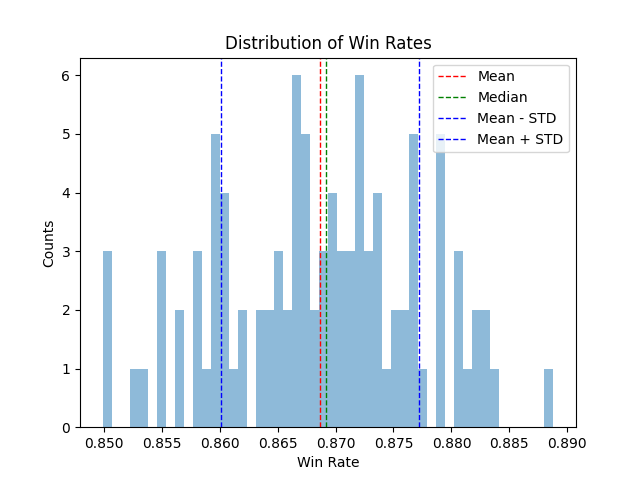 Distribution of Win Rates
Mean
Median
Mean - STD
Mean + STD
Counts
6
5
4
3
2
1
0
0.850 0.855 0.860 0.865 0.870 0.875 0.880 0.885 0.890
Win Rate